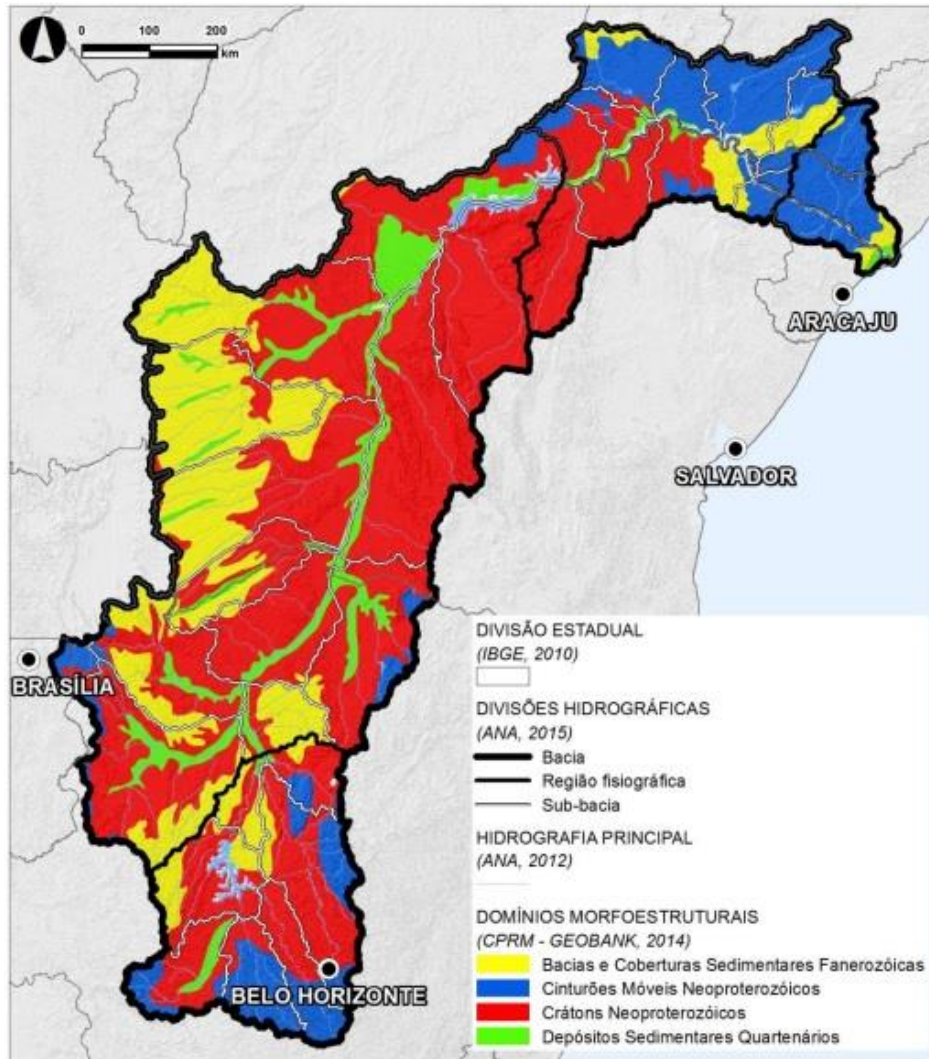 0 100 200
km
ARACAJU
SALVADOR
BRASÍLIA
BELO HORIZONTE
DIVISÃO ESTADUAL
(IBGE, 2010)
DIVISÕES HIDROGRÁFICAS
(ANA, 2015)
Bacia
Região fisiográfica
Sub-bacia
HIDROGRAFIA PRINCIPAL
(ANA, 2012)
DOMÍNIOS MORFOESTRUTURAIS
(CPRM - GEOBANK, 2014)
Bacias e Coberturas Sedimentares Fanerozóicas
Cinturões Móveis Neoproterozóicos
Crátons Neoproterozóicos
Depósitos Sedimentares Quartenários